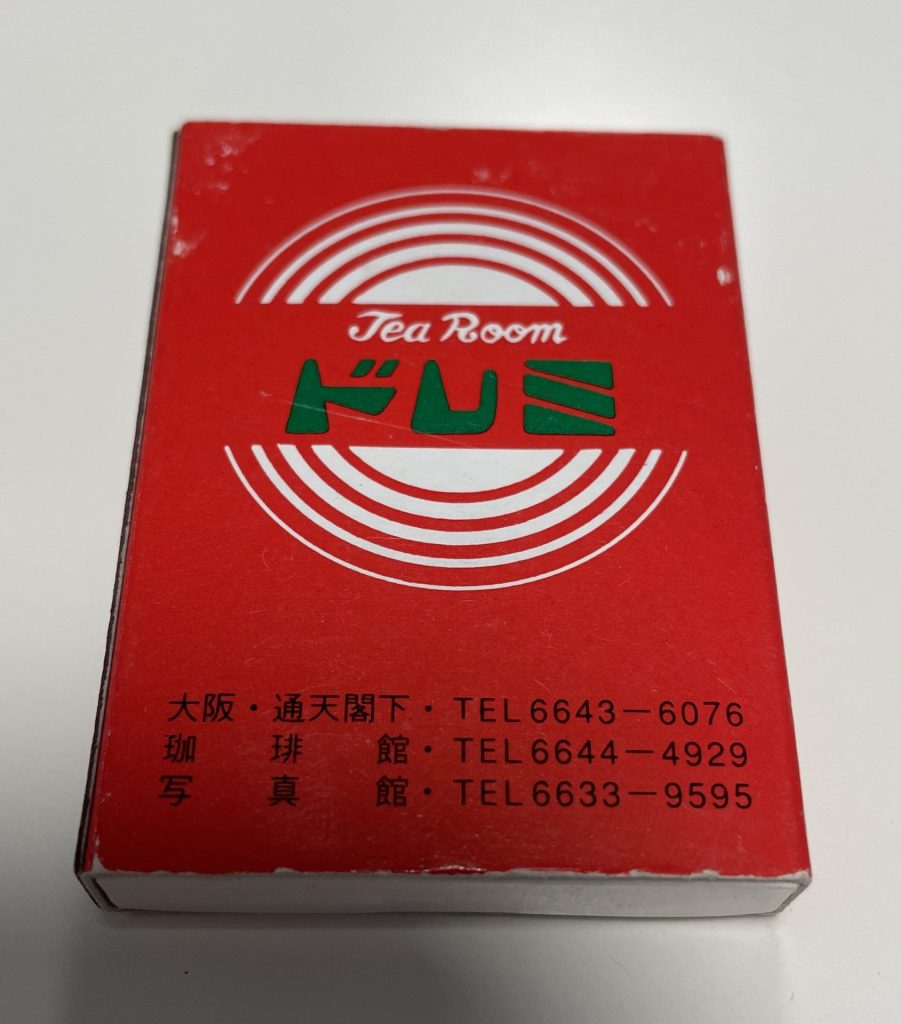 Tea Room
ドレミ
大阪・通天閣下・TEL6643－6076
珈琲館・TEL6644－4929
写真館・TEL6633－9595